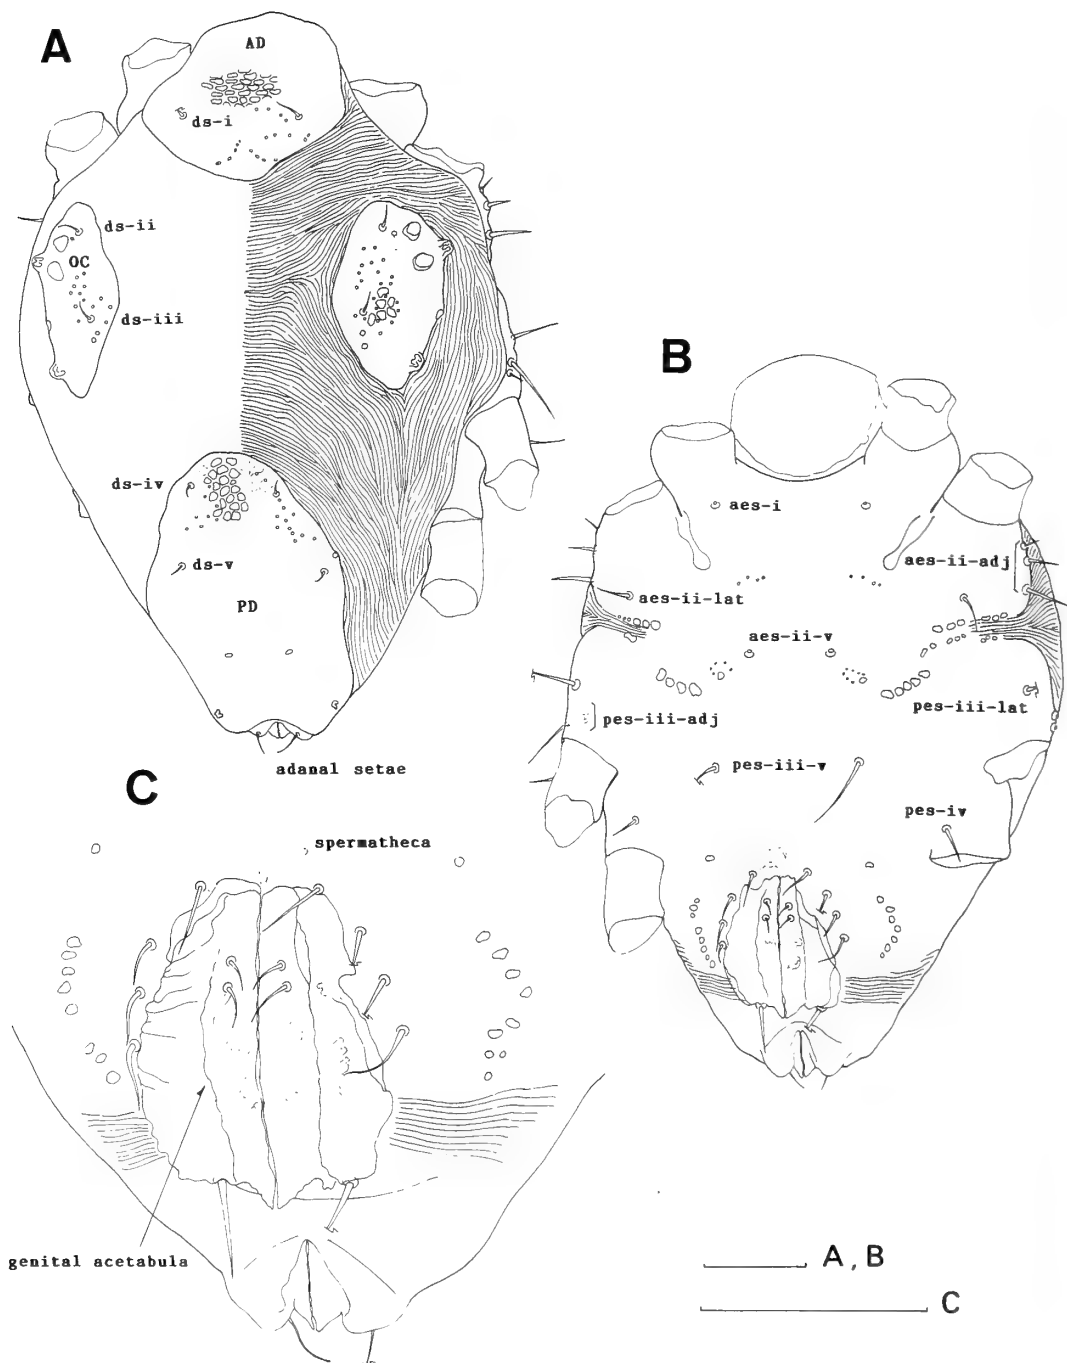 A
AD
ds-i
ds-ii
OC
ds-iii
ds-iv
ds-v
PD
adanal setae
B
aes-i
aes-ii-adj
aes-ii-lat
aes-ii-v
pes-iii-lat
pes-iii-adj
pes-iii-v
pes-iv
C
spermatheca
genital acetabula
A, B
C